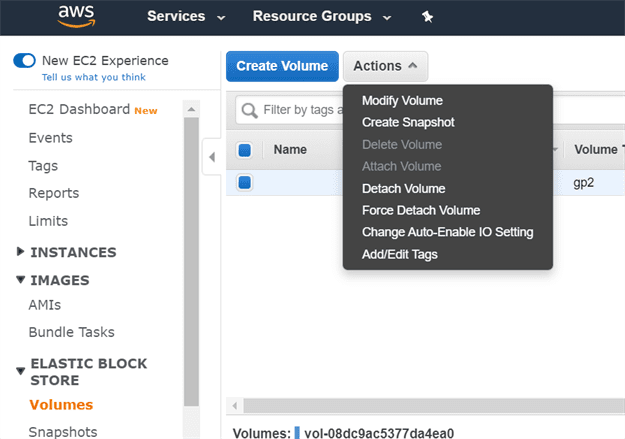 aws Services Resource Groups
New EC2 Experience
Tell us what you think
EC2 Dashboard New
Events
Tags
Reports
Limits
INSTANCES
IMAGES
AMIs
Bundle Tasks
ELASTIC BLOCK
STORE
Volumes
Snapshots
Create Volume Actions
Filter by tags a
Name Volume T
gp2
Modify Volume
Create Snapshot
Delete Volume
Attach Volume
Detach Volume
Force Detach Volume
Change Auto-Enable IO Setting
Add/Edit Tags
Volumes: vol-08dc9ac5377da4ea0